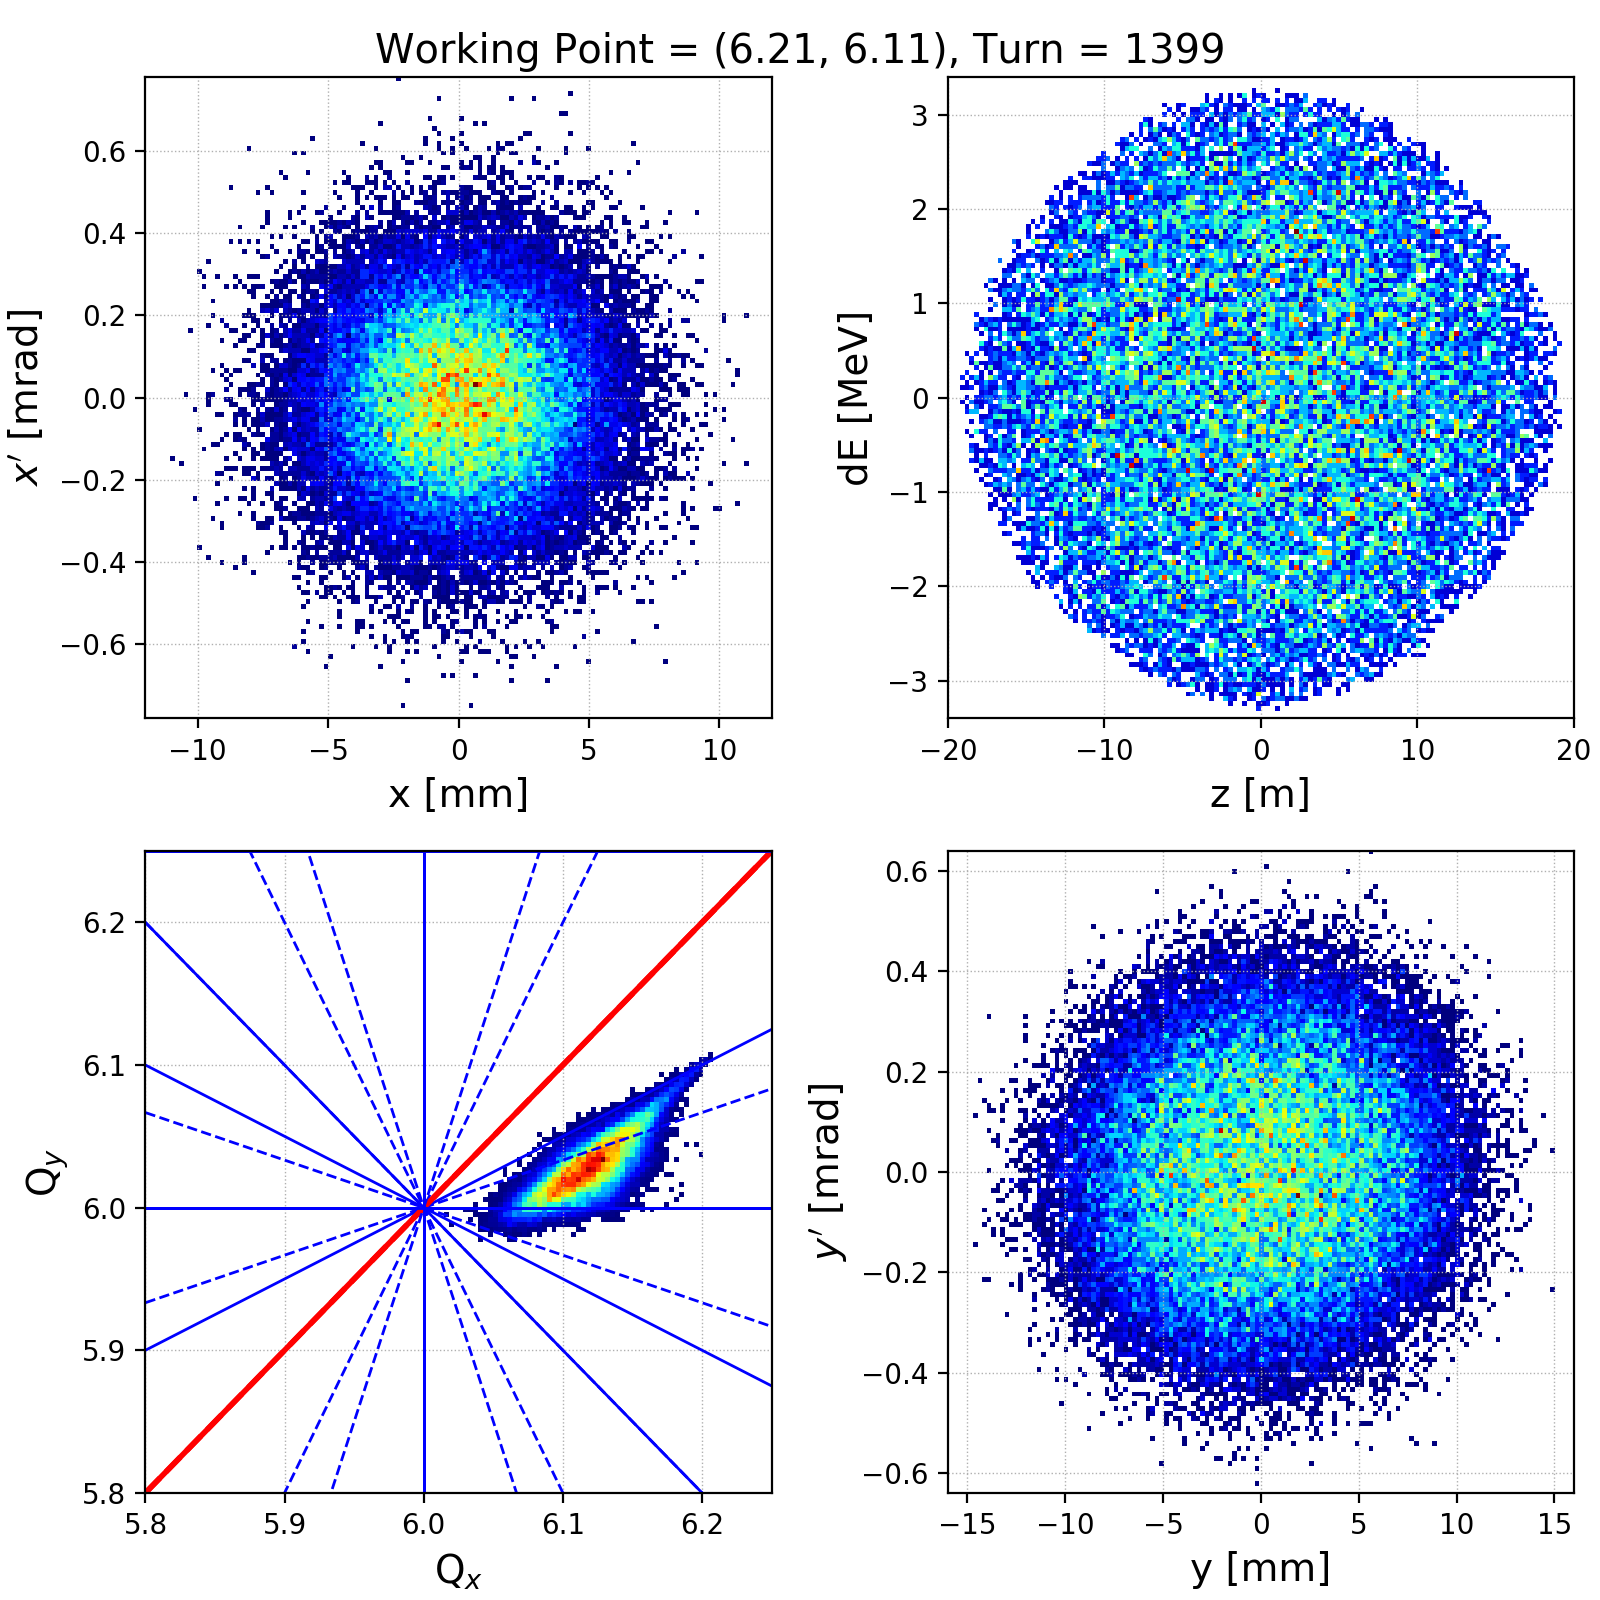 Working Point = (6.21, 6.11), Turn = 1399
0.6
0.4
0.2
0.0
−0.2
−0.4
−0.6
x′ [mrad]
−10 −5 0 5 10
x [mm]
3
2
1
0
−1
−2
−3
dE [MeV]
−20 −10 0 10 20
z [m]
6.2
6.1
6.0
5.9
5.8
Qy
5.8 5.9 6.0 6.1 6.2
Qx
0.6
0.4
0.2
0.0
−0.2
−0.4
−0.6
y′ [mrad]
−15 −10 −5 0 5 10 15
y [mm]